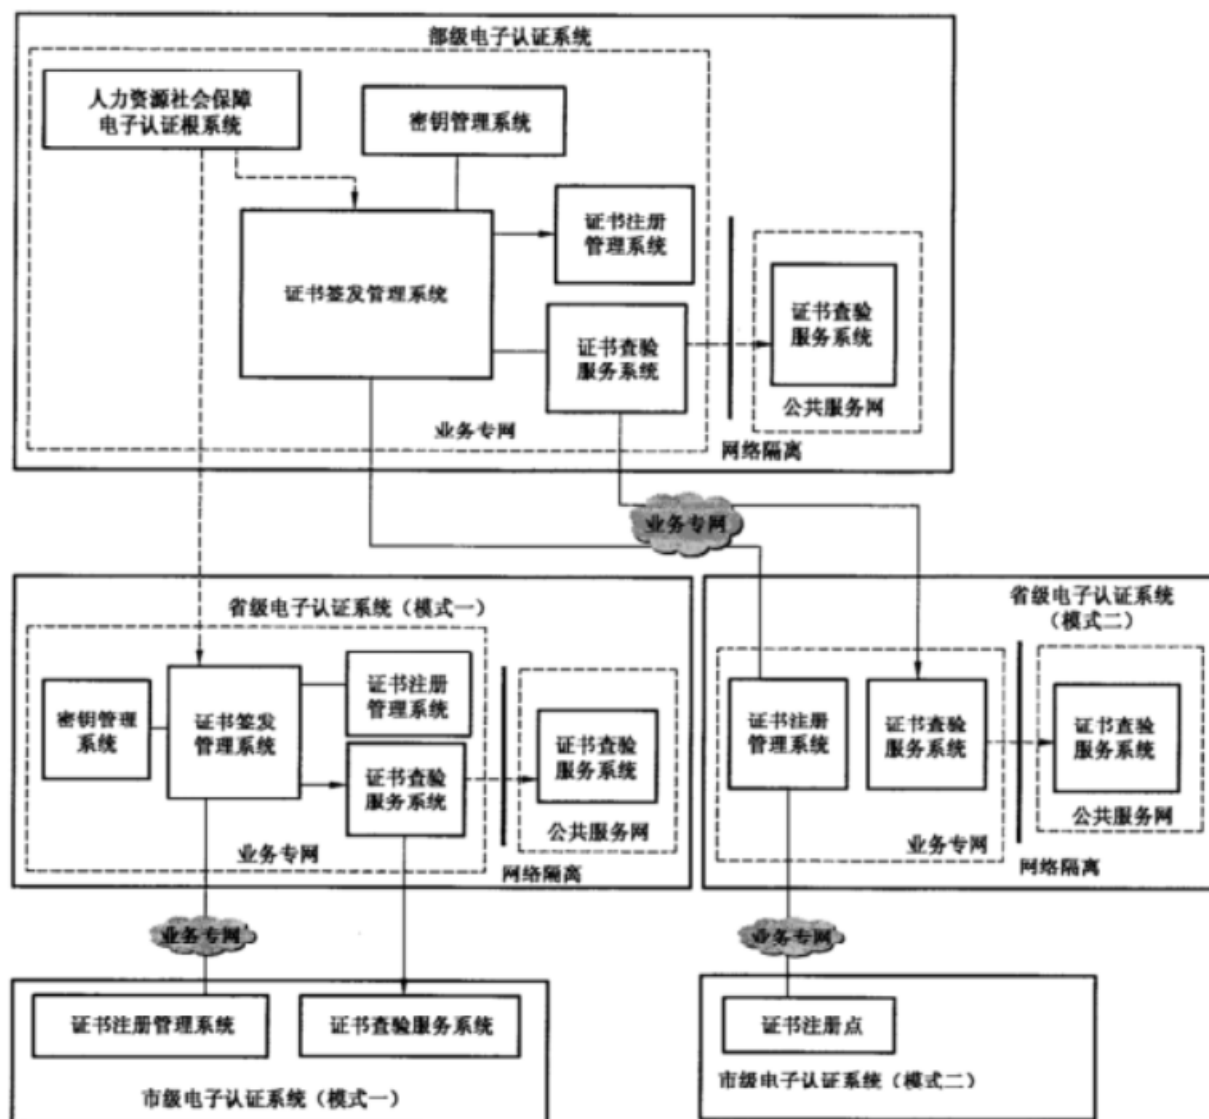 部级电子认证系统
人力资源社会保障
电子认证根系统
密钥管理系统
证书注册
管理系统
证书签发管理系统
证书查验
服务系统
证书查验
服务系统
公共服务网
业务专网
网络隔离
业务专网
省级电子认证系统（模式一）
密钥管理
系统
证书签发
管理系统
证书注册
管理系统
证书查验
服务系统
证书查验
服务系统
公共服务网
业务专网
网络隔离
省级电子认证系统
（模式二）
证书注册
管理系统
证书查验
服务系统
证书查验
服务系统
公共服务网
业务专网
网络隔离
业务专网
业务专网
证书注册管理系统
证书查验服务系统
市级电子认证系统（模式一）
证书注册点
市级电子认证系统（模式二）